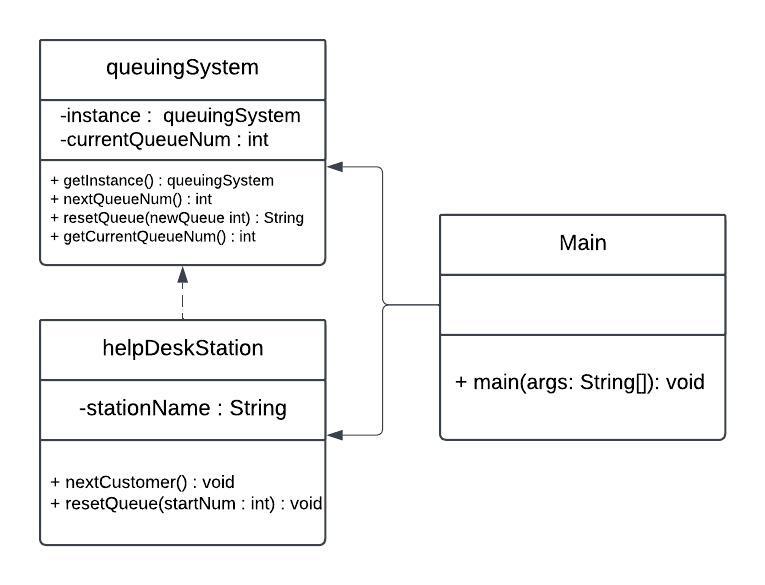 queuingSystem
-instance : queuingSystem
-currentQueueNum : int
+ getInstance() : queuingSystem
+ nextQueueNum() : int
+ resetQueue(newQueue int) : String
+ getCurrentQueueNum() : int
helpDeskStation
-stationName : String
+ nextCustomer() : void
+ resetQueue(startNum : int) : void
Main
+ main(args: String[]): void